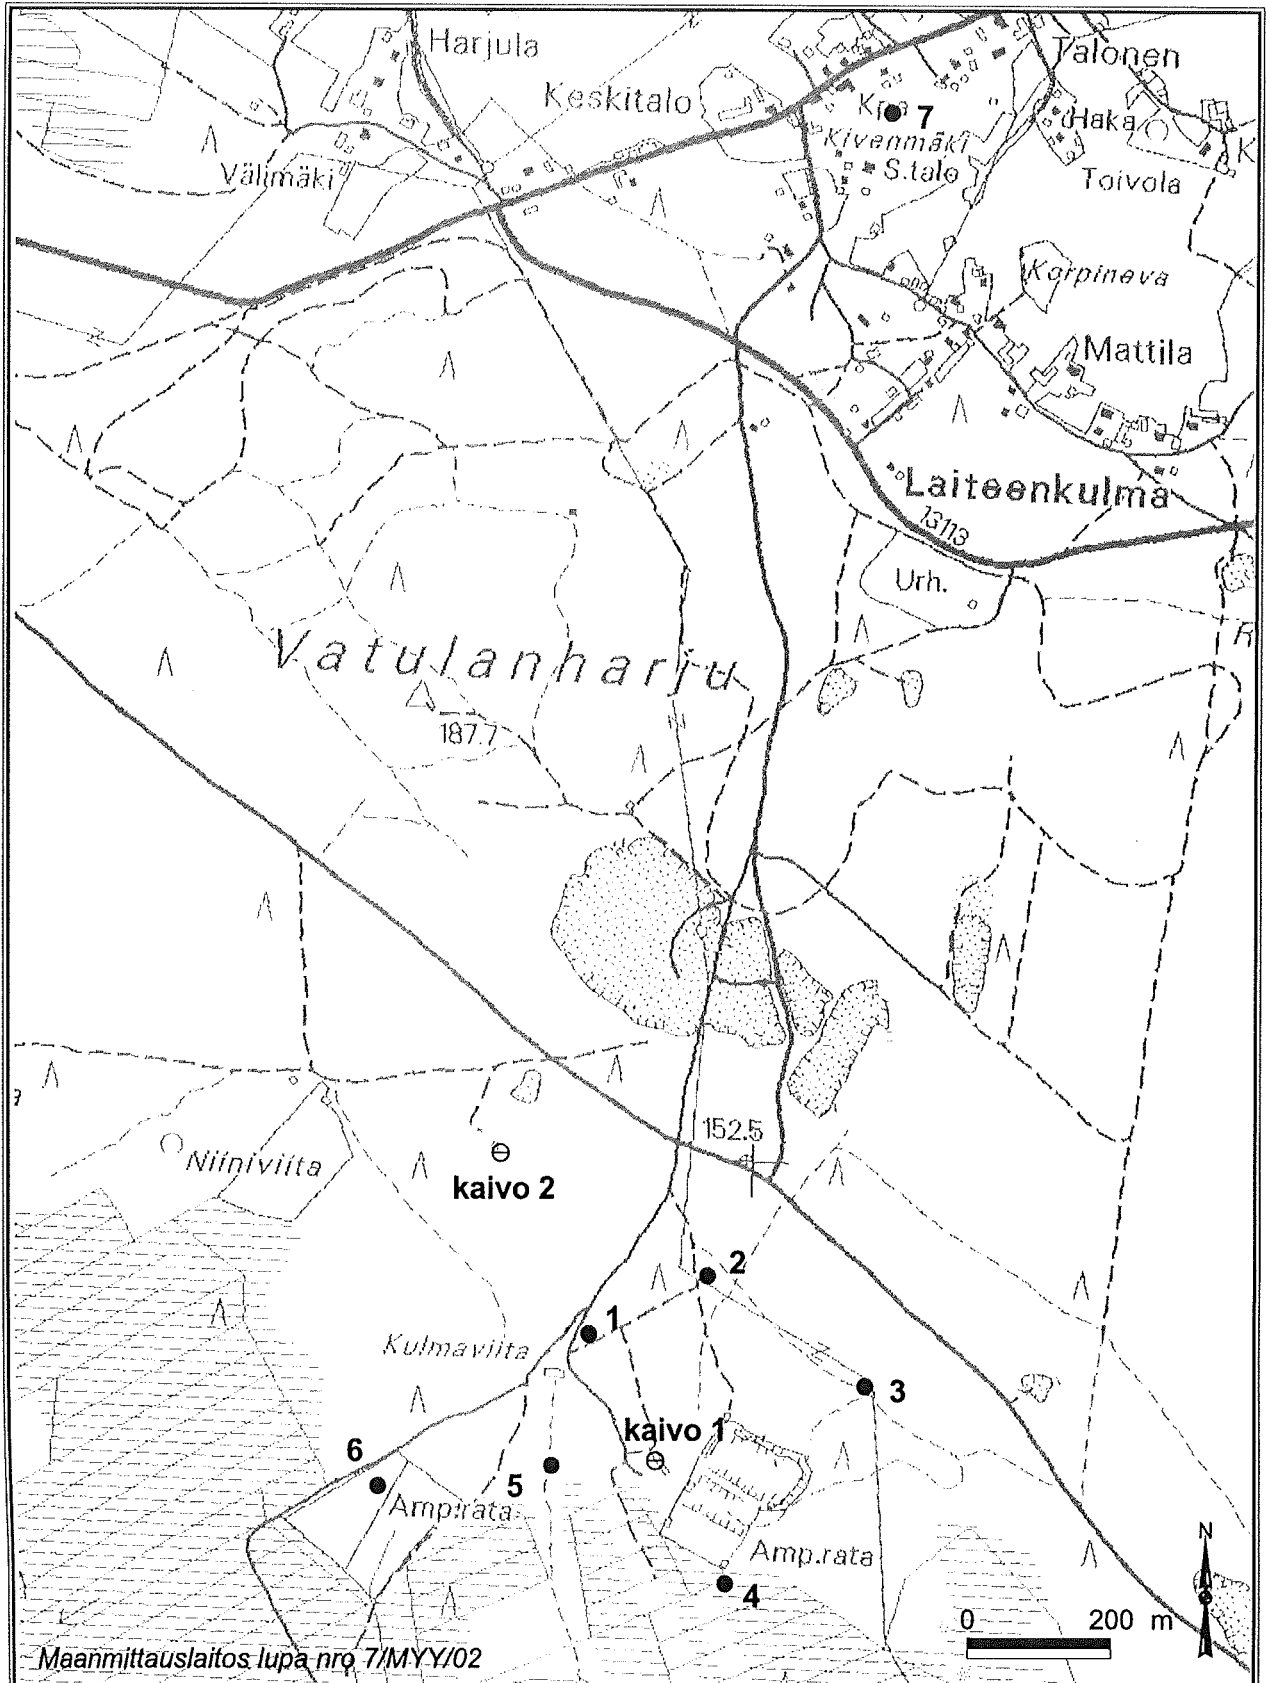 Harjula
Talonen
Keskitalo
7
Haka
Kivenmäki
S.talo
Välimäki
Toivola
K
Korpineva
Mattila
Laiteenkulma
13113
Urh.
R
Vatulanharju
187.7
152.5
Niiniviita
kaivo 2
2
1
Kulmaviita
3
kaivo 1
6
5
Amp.rata
Amp.rata
4
N
0 200 m
Maanmittauslaitos lupa nro 7/MYY/02